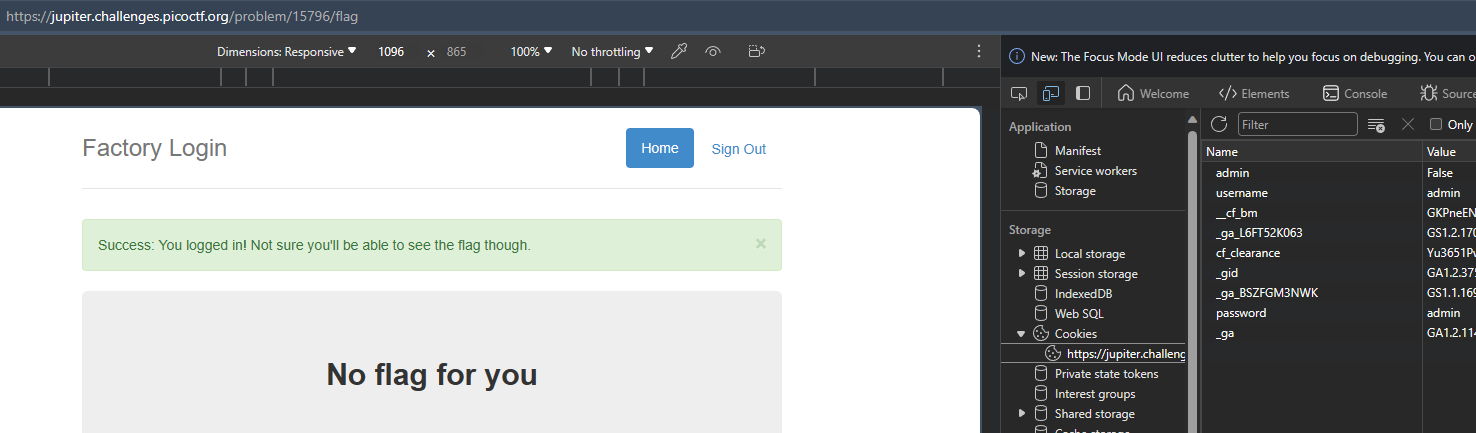 https://jupiter.challenges.picoctf.org/problem/15796/flag
Dimensions: Responsive 1096 × 865 100% No throttling
New: The Focus Mode UI reduces clutter to help you focus on debugging. You can
Welcome Elements Console
Application
Manifest
Service workers
Storage
Storage
Local storage
Session storage
IndexedDB
Web SQL
Cookies
https://jupiter.challeng
Private state tokens
Interest groups
Shared storage
Filter Only
Name Value
admin False
username admin
__cf_bm GKPneEN
_ga_L6FT52K063 GS1.2.170
cf_clearance
_gid GA1.2.375
_ga_BSZFGM3NWK GS1.1.169
password admin
_ga GA1.2.114
Factory Login
Home Sign Out
Success: You logged in! Not sure you'll be able to see the flag though. ×
No flag for you